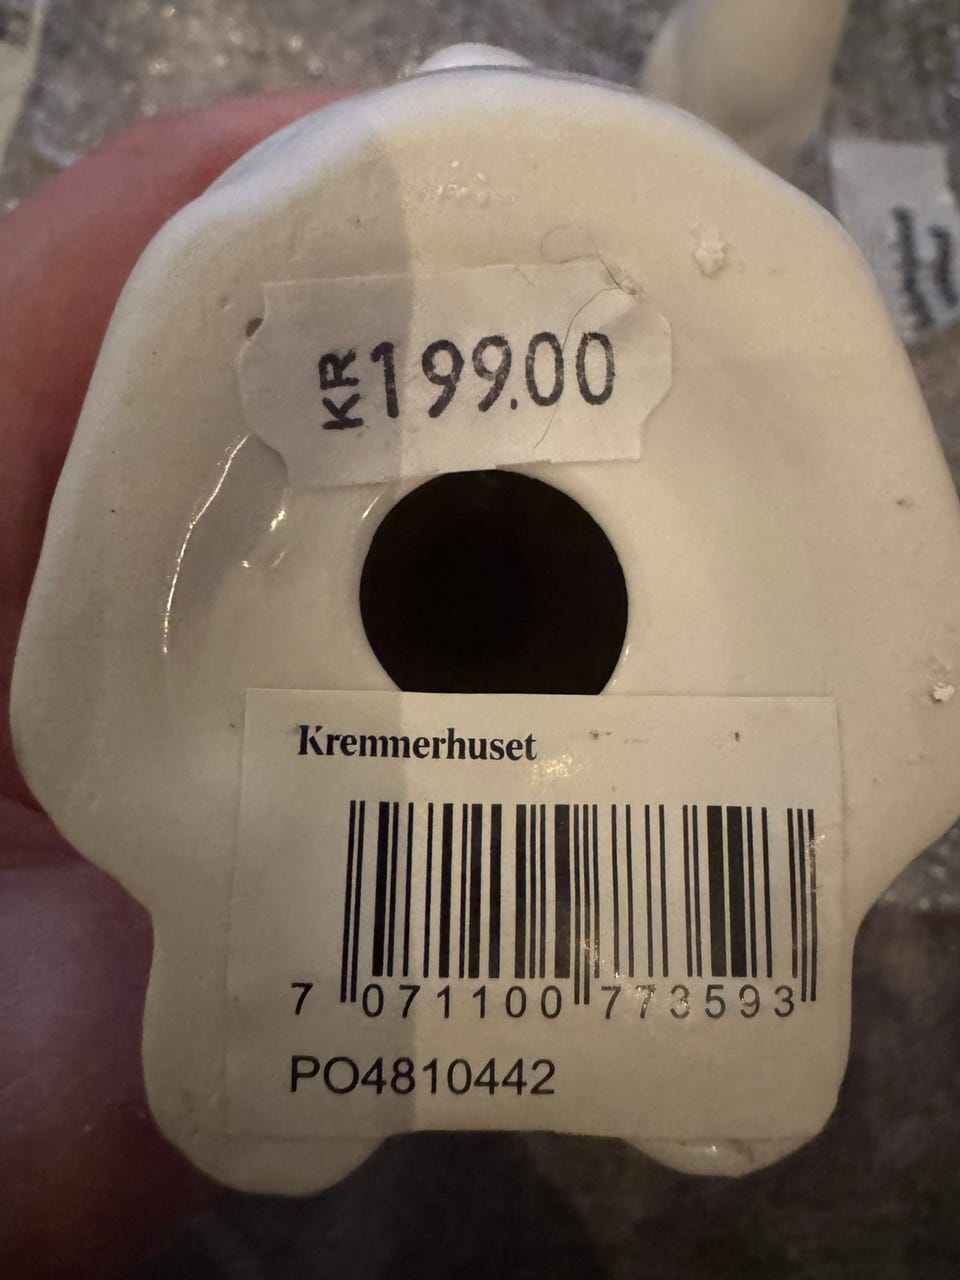 KR 199.00
Kremmerhuset
7 071100 773593
PO4810442